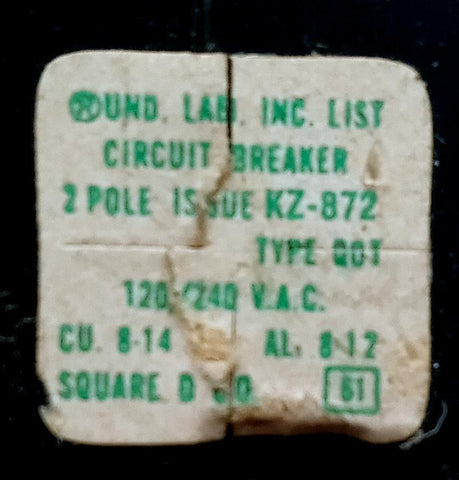 UND. LAB. INC. LIST
CIRCUIT BREAKER
2 POLE ISSUE KZ-872
TYPE QOT
120-/240 V.A.C.
CU. 8-14 AL. 8-12
SQUARE D CO. 61